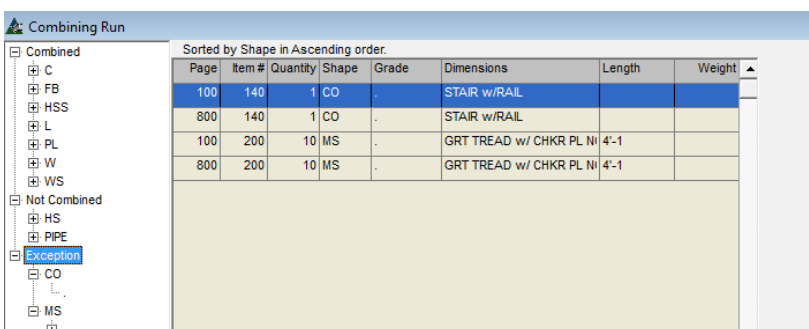 Combining Run
Combined
C
FB
HSS
L
PL
W
WS
Not Combined
HS
PIPE
Exception
CO
.
MS
Sorted by Shape in Ascending order.
Page Item # Quantity Shape Grade Dimensions Length Weight
100 140 1 CO . STAIR w/RAIL
800 140 1 CO . STAIR w/RAIL
100 200 10 MS . GRT TREAD w/ CHKR PL 4'-1
800 200 10 MS . GRT TREAD w/ CHKR PL 4'-1